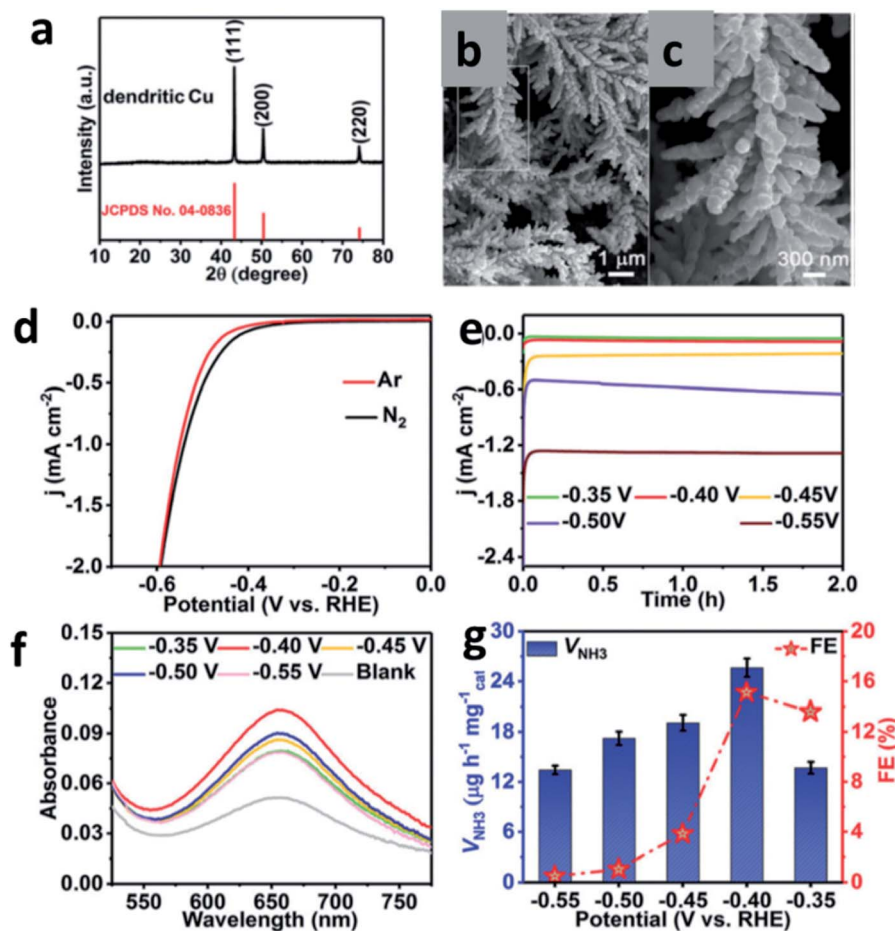 a
(111)
dendritic Cu
(200)
(220)
Intensity (a.u.)
JCPDS No. 04-0836
10 20 30 40 50 60 70 80
2θ (degree)
b
1 μm
c
300 nm
d
0.0
-0.5
-1.0
-1.5
-2.0
j (mA cm⁻²)
Ar
N₂
-0.6 -0.4 -0.2 0.0
Potential (V vs. RHE)
e
0.0
-0.6
-1.2
-1.8
-2.4
j (mA cm⁻²)
-0.35 V -0.40 V -0.45V
-0.50V -0.55V
0.0 0.5 1.0 1.5 2.0
Time (h)
f
0.15
0.12
0.09
0.06
0.03
0.00
Absorbance
-0.35 V -0.40 V -0.45 V
-0.50 V -0.55 V Blank
550 600 650 700 750
Wavelength (nm)
g
30
24
18
12
6
0
V_NH3 (μg h⁻¹ mg⁻¹_cat)
V_NH3 FE
20
16
12
8
4
0
FE (%)
-0.55 -0.50 -0.45 -0.40 -0.35
Potential (V vs. RHE)